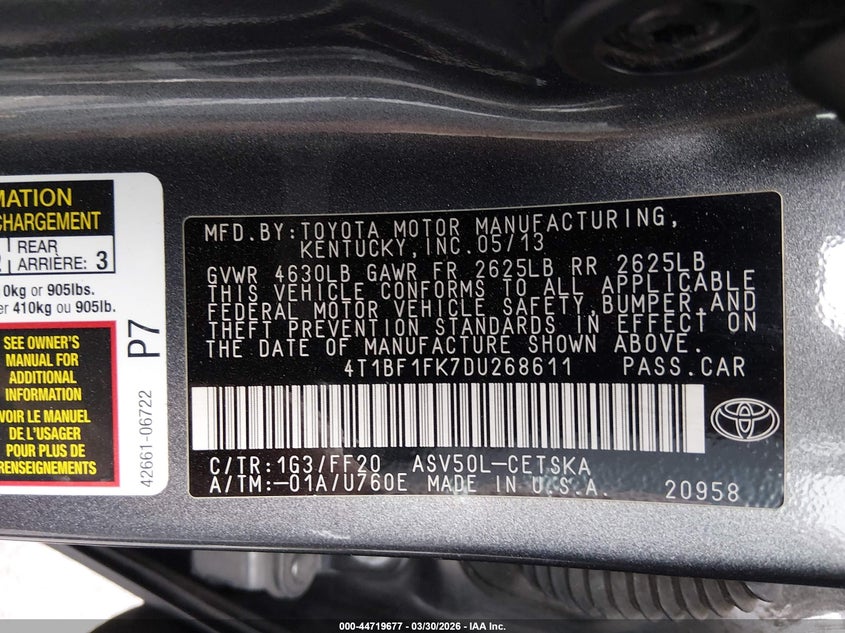 MATION
CHARGEMENT
REAR
ARRIÈRE: 3
0kg or 905lbs.
410kg ou 905lb.
SEE OWNER'S
MANUAL FOR
ADDITIONAL
INFORMATION
VOIR LE MANUEL
DE L'USAGER
POUR PLUS DE
RENSEIGNEMENTS
P7
42661-06722
MFD.BY:TOYOTA MOTOR MANUFACTURING,
KENTUCKY,INC.05/13
GVWR 4630LB GAWR FR 2625LB RR 2625LB
THIS VEHICLE CONFORMS TO ALL APPLICABLE
FEDERAL MOTOR VEHICLE SAFETY,BUMPER,AND
THEFT PREVENTION STANDARDS IN EFFECT ON
THE DATE OF MANUFACTURE SHOWN ABOVE.
4T1BF1FK7DU268611 PASS.CAR
C/TR:1G3/FF20 ASV50L-CETSKA
A/TM:-01A/U760E MADE IN U.S.A. 20958
000-44719677 - 03/30/2026 - IAA Inc.